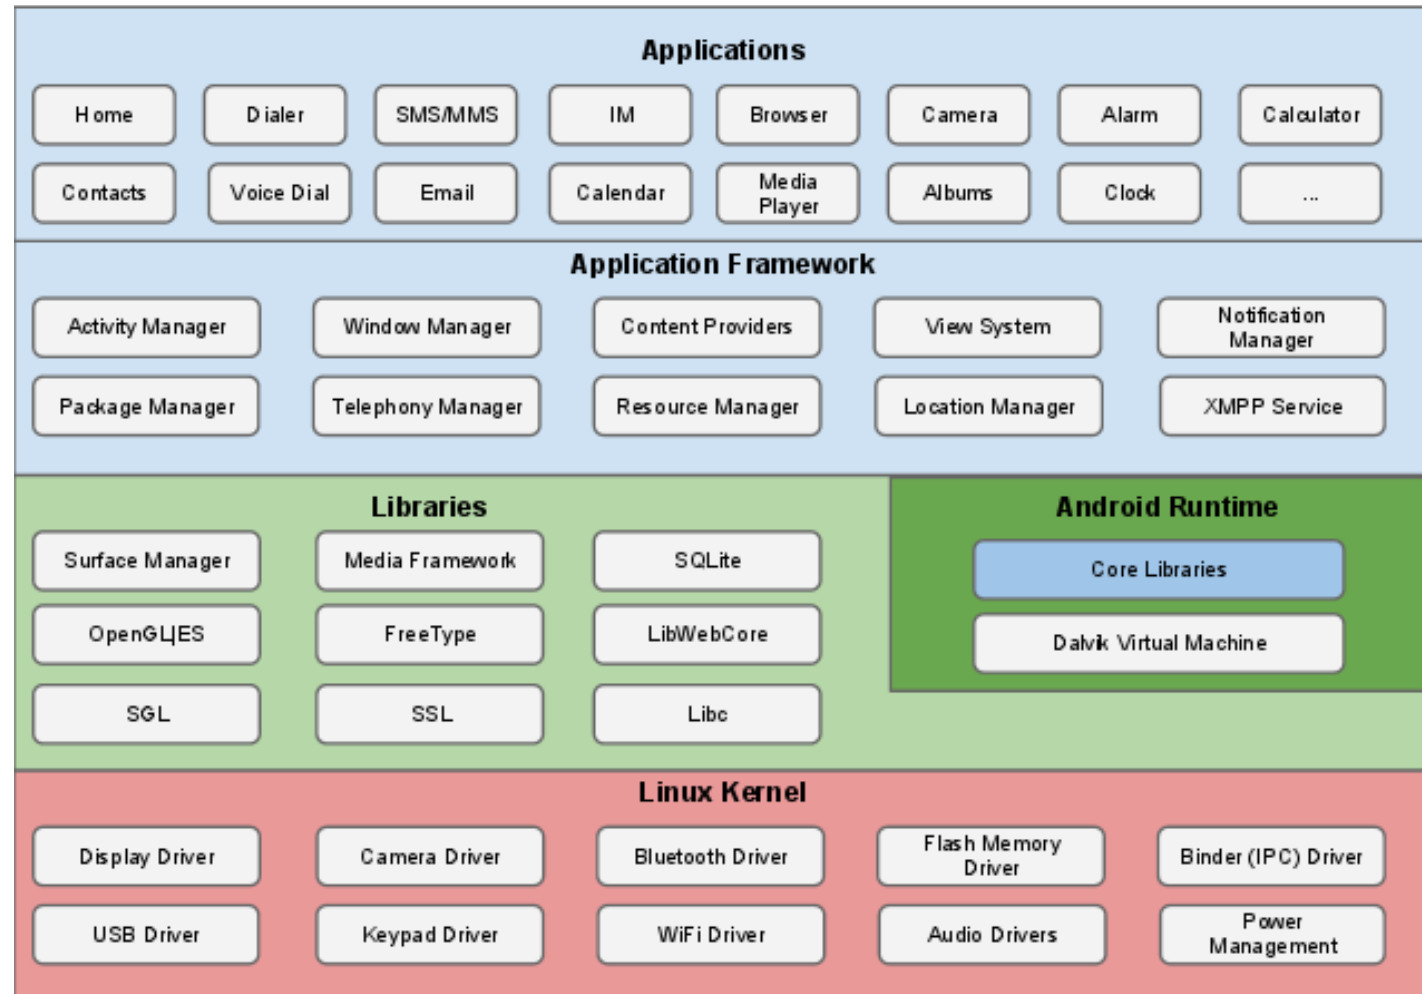 Applications
Home
Dialer
SMS/MMS
IM
Browser
Camera
Alarm
Calculator
Contacts
Voice Dial
Email
Calendar
Media
Player
Albums
Clock
...
Application Framework
Activity Manager
Window Manager
Content Providers
View System
Notification
Manager
Package Manager
Telephony Manager
Resource Manager
Location Manager
XMPP Service
Libraries
Surface Manager
Media Framework
SQLite
OpenGL|ES
FreeType
LibWebCore
SGL
SSL
Libc
Android Runtime
Core Libraries
Dalvik Virtual Machine
Linux Kernel
Display Driver
Camera Driver
Bluetooth Driver
Flash Memory
Driver
Binder (IPC) Driver
USB Driver
Keypad Driver
WiFi Driver
Audio Drivers
Power
Management